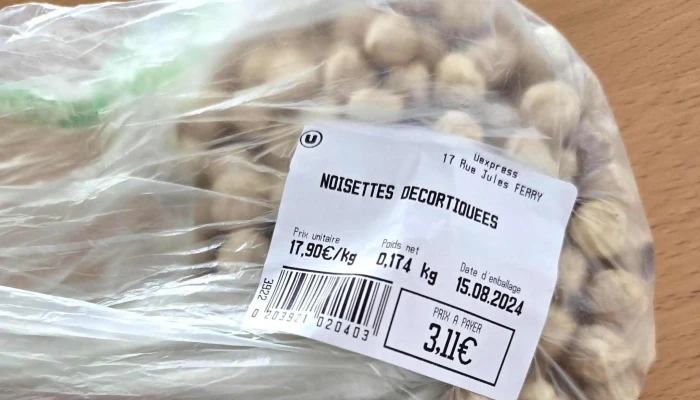 U
Uexpress
17 Rue Jules FERRY
NOISETTES DECORTIQUEES
Prix unitaire
17,90€/kg
Poids net
0,174 kg
Date d'emballage
15.08.2024
3922
0 203921 020403
PRIX A PAYER
3,11€